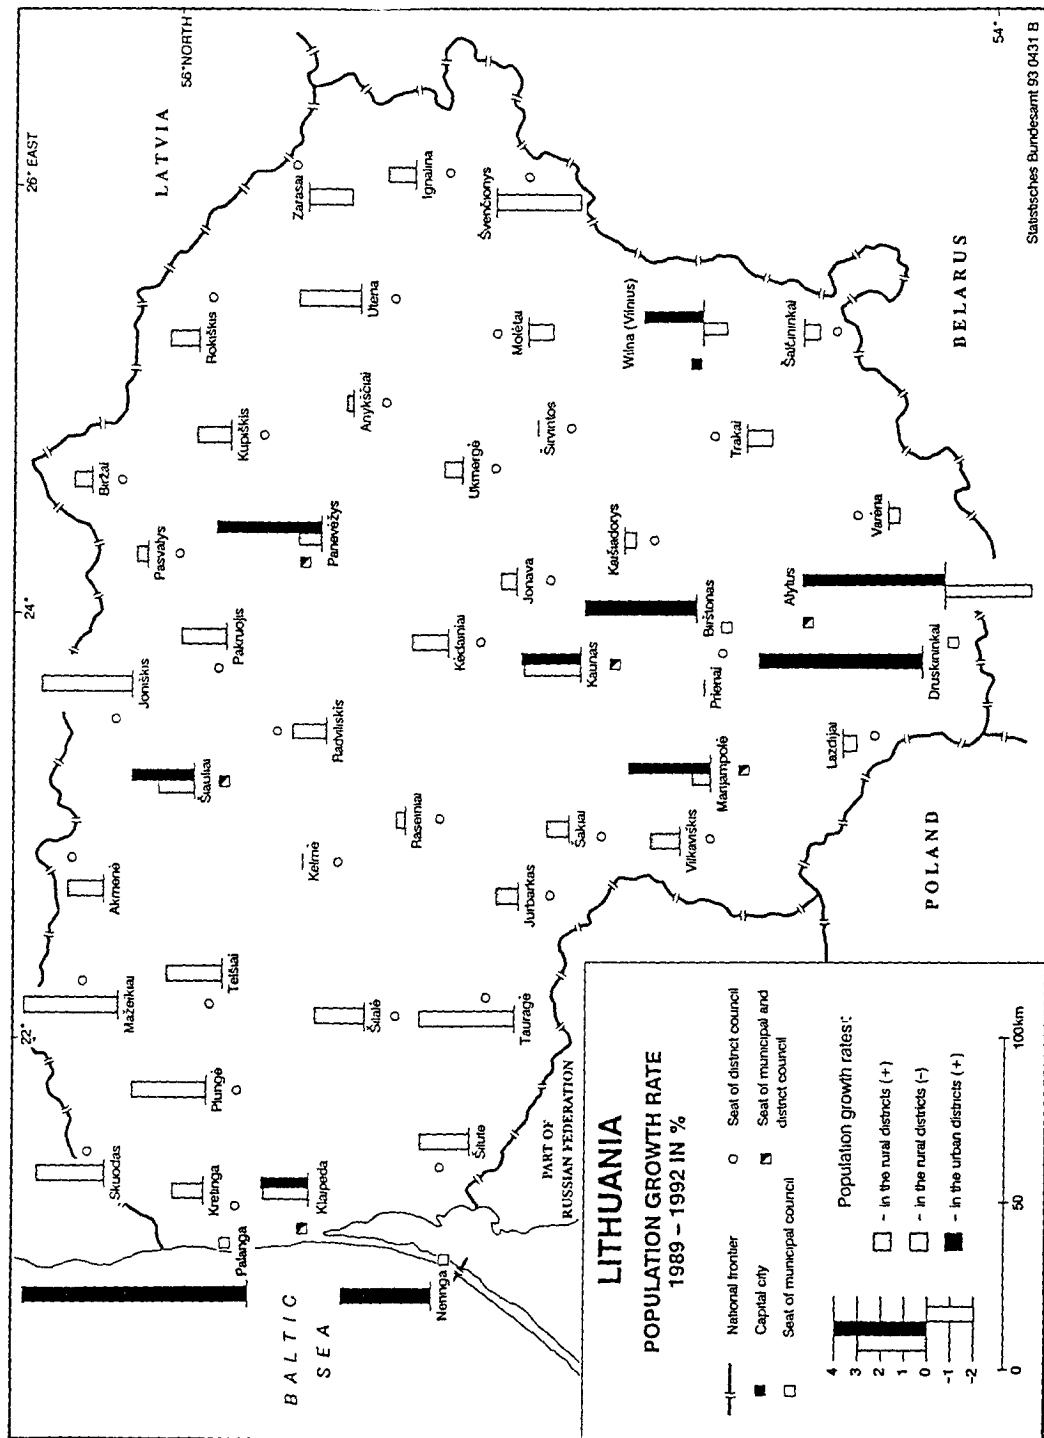 LITHUANIA
POPULATION GROWTH RATE
1989 – 1992 IN %
National frontier
Capital city
Seat of municipal council
Seat of district council
Seat of municipal and
district council
Population growth rates:
- in the rural districts (+)
- in the rural districts (-)
- in the urban districts (+)
4
3
2
1
0
-1
-2
0
50
100km
22°
24°
26° EAST
56° NORTH
54°
LATVIA
BELARUS
POLAND
PART OF
RUSSIAN FEDERATION
BALTIC
SEA
Skuodas
Mažeikiai
Akmenė
Joniškis
Pasvalys
Biržai
Plungė
Telšiai
Šiauliai
Pakruojis
Panevėžys
Kupiškis
Rokiškis
Zarasai
Palanga
Kretinga
Klaipėda
Šilalė
Kelmė
Radviliskis
Anykščiai
Utena
Ignalina
Neringa
Šilute
Tauragė
Raseiniai
Kėdainiai
Ukmergė
Molėtai
Švenčionys
Jurbarkas
Šakiai
Kaunas
Jonava
Širvintos
Vilkaviškis
Marijampolė
Prienai
Birštonas
Kaišiadorys
Trakai
Wilna (Vilnius)
Lazdijai
Druskininkai
Alytus
Varėna
Šalčininkai
Statistisches Bundesamt 93 0431 B